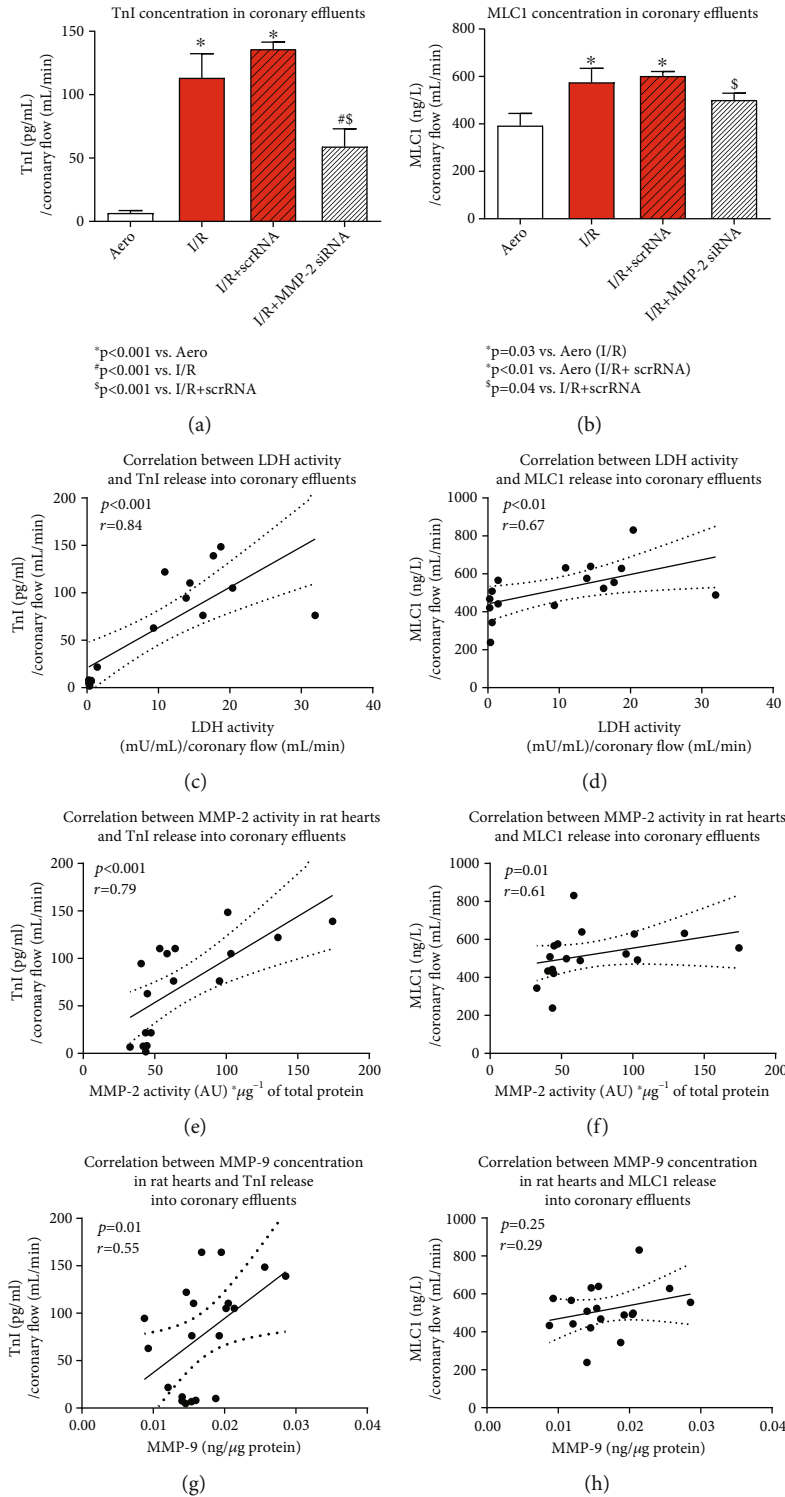 TnI concentration in coronary effluents
TnI (pg/mL)
/coronary flow (mL/min)
150
100
50
0
*
*
#$
Aero
I/R
I/R+scrRNA
I/R+MMP-2 siRNA
*p<0.001 vs. Aero
#p<0.001 vs. I/R
$p<0.001 vs. I/R+scrRNA
(a)
MLC1 concentration in coronary effluents
MLC1 (ng/L)
/coronary flow (mL/min)
800
600
400
200
0
*
*
$
Aero
I/R
I/R+scrRNA
I/R+MMP-2 siRNA
*p=0.03 vs. Aero (I/R)
*p<0.01 vs. Aero (I/R+ scrRNA)
$p=0.04 vs. I/R+scrRNA
(b)
Correlation between LDH activity
and TnI release into coronary effluents
p<0.001
r=0.84
TnI (pg/ml)
/coronary flow (mL/min)
200
150
100
50
0
0 10 20 30 40
LDH activity
(mU/mL)/coronary flow (mL/min)
(c)
Correlation between LDH activity
and MLC1 release into coronary effluents
p<0.01
r=0.67
MLC1 (ng/L)
/coronary flow (mL/min)
1000
800
600
400
200
0
0 10 20 30 40
LDH activity
(mU/mL)/coronary flow (mL/min)
(d)
Correlation between MMP-2 activity in rat hearts
and TnI release into coronary effluents
p<0.001
r=0.79
TnI (pg/ml)
/coronary flow (mL/min)
200
150
100
50
0
0 50 100 150 200
MMP-2 activity (AU) *μg⁻¹ of total protein
(e)
Correlation between MMP-2 activity in rat hearts
and MLC1 release into coronary effluents
p=0.01
r=0.61
MLC1 (ng/L)
/coronary flow (mL/min)
1000
800
600
400
200
0
0 50 100 150 200
MMP-2 activity (AU) *μg⁻¹ of total protein
(f)
Correlation between MMP-9 concentration
in rat hearts and TnI release
into coronary effluents
p=0.01
r=0.55
TnI (pg/ml)
/coronary flow (mL/min)
200
150
100
50
0
0.00 0.01 0.02 0.03 0.04
MMP-9 (ng/μg protein)
(g)
Correlation between MMP-9 concentration
in rat hearts and MLC1 release
into coronary effluents
p=0.25
r=0.29
MLC1 (ng/L)
/coronary flow (mL/min)
1000
800
600
400
200
0
0.00 0.01 0.02 0.03 0.04
MMP-9 (ng/μg protein)
(h)